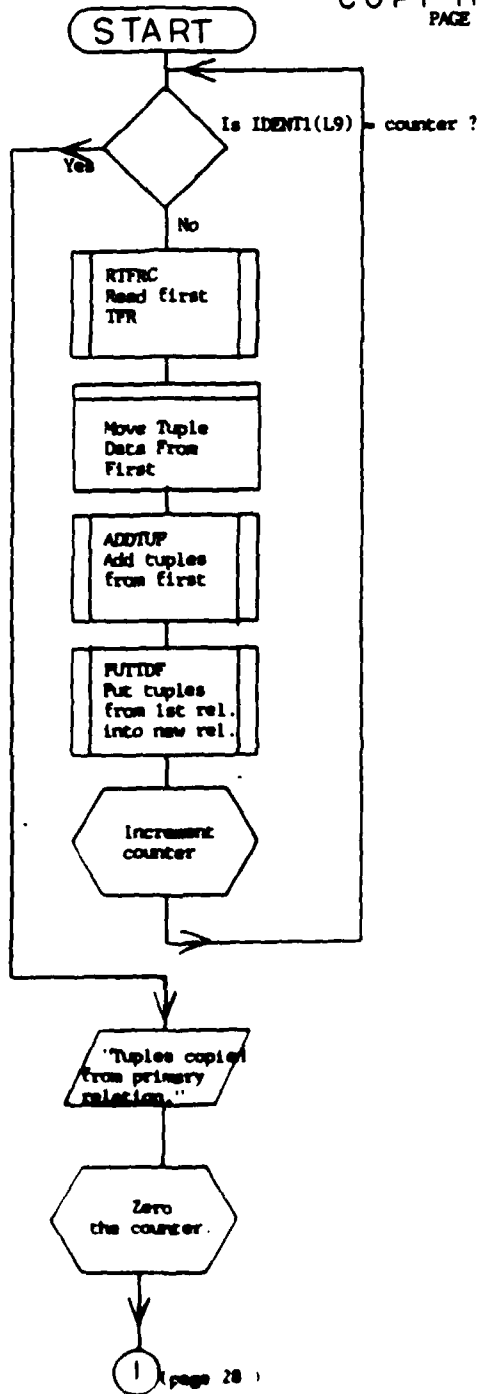 COPY
PAGE
START
Is IDENT1(L9) = counter ?
Yes
No
RTFRC
Read first
TFR
Move Tuple
Data From
First
ADDTUP
Add tuples
from first
PUTTDF
Put tuples
from 1st rel.
into new rel.
Increment
counter
"Tuples copied
from primary
relation."
Zero
the counter.
1
(page 28 )